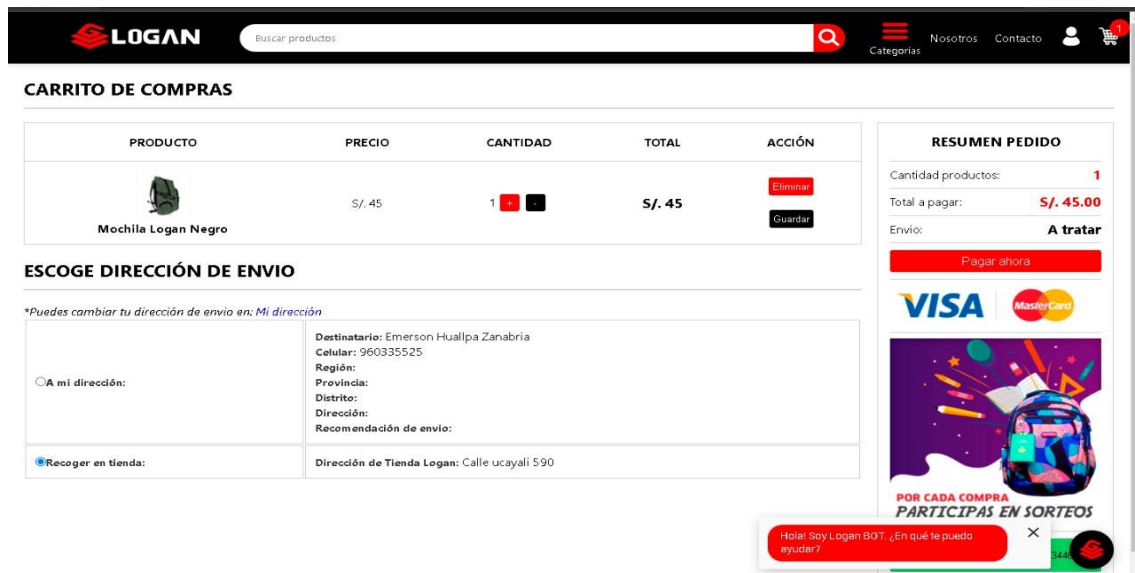 LOGAN
Buscar productos
Categorías
Nosotros Contacto
1
CARRITO DE COMPRAS
PRODUCTO PRECIO CANTIDAD TOTAL ACCIÓN
Mochila Logan Negro
S/. 45
1 + -
S/. 45
Eliminar
Guardar
ESCOGE DIRECCIÓN DE ENVIO
*Puedes cambiar tu dirección de envio en: Mi dirección
A mi dirección:
Destinatario: Emerson Huallpa Zanabria
Celular: 960335525
Región:
Provincia:
Distrito:
Dirección:
Recomendación de envio:
Recoger en tienda:
Dirección de Tienda Logan: Calle ucayali 590
RESUMEN PEDIDO
Cantidad productos: 1
Total a pagar: S/. 45.00
Envio: A tratar
Pagar ahora
VISA MasterCard
POR CADA COMPRA
PARTICIPAS EN SORTEOS
Hola! Soy Logan BOT. ¿En qué te puedo
ayudar?